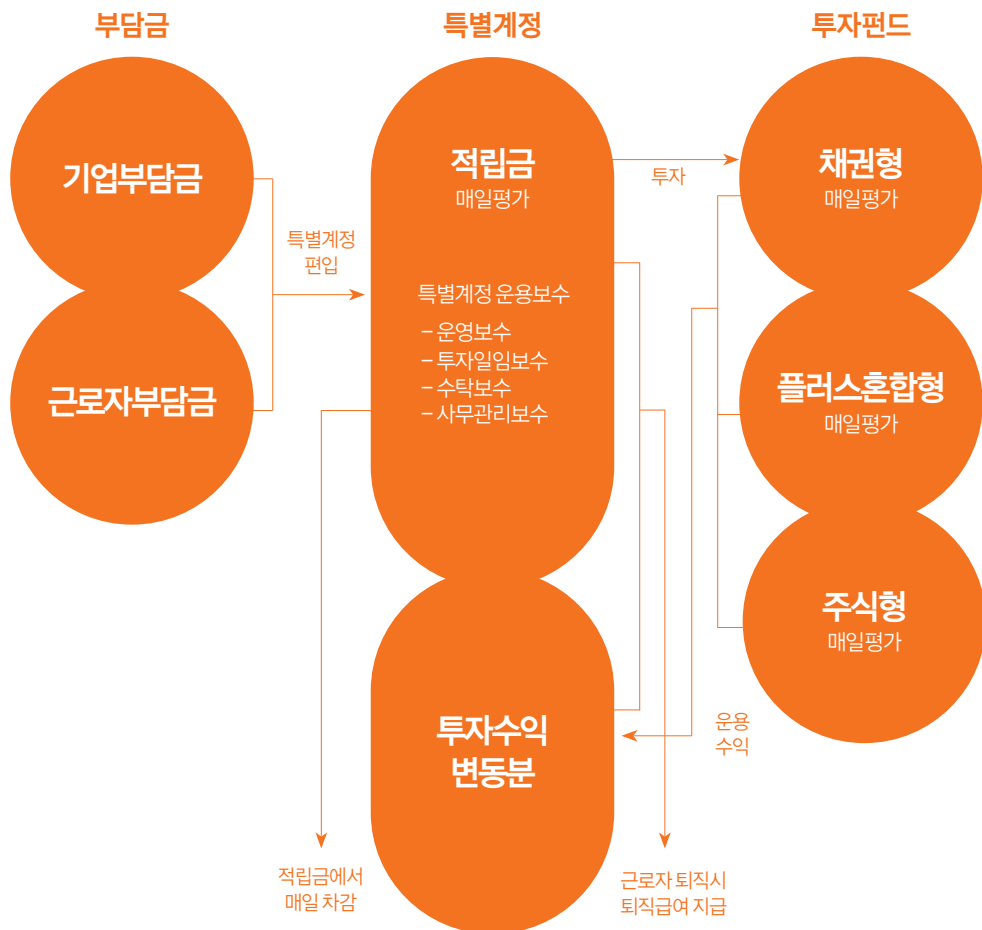 부담금
기업부담금
근로자부담금
특별계정
편입
특별계정
적립금
매일평가
특별계정 운용보수
– 운영보수
– 투자일임보수
– 수탁보수
– 사무관리보수
투자수익
변동분
적립금에서
매일 차감
투자
운용
수익
근로자 퇴직시
퇴직급여 지급
투자펀드
채권형
매일평가
플러스혼합형
매일평가
주식형
매일평가